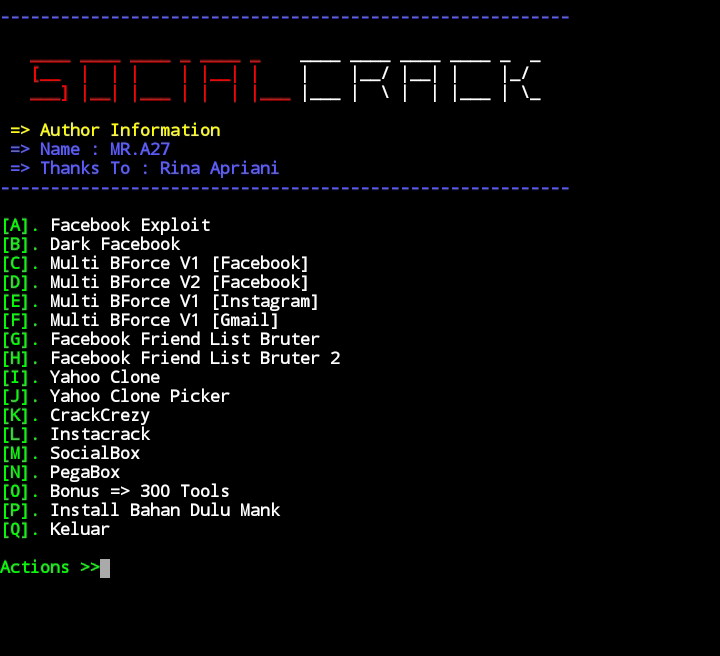 SOCIALCRACK
=> Author Information
=> Name : MR.A27
=> Thanks To : Rina Apriani
[A]. Facebook Exploit
[B]. Dark Facebook
[C]. Multi BForce V1 [Facebook]
[D]. Multi BForce V2 [Facebook]
[E]. Multi BForce V1 [Instagram]
[F]. Multi BForce V1 [Gmail]
[G]. Facebook Friend List Bruter
[H]. Facebook Friend List Bruter 2
[I]. Yahoo Clone
[J]. Yahoo Clone Picker
[K]. CrackCrezy
[L]. Instacrack
[M]. SocialBox
[N]. PegaBox
[O]. Bonus => 300 Tools
[P]. Install Bahan Dulu Mank
[Q]. Keluar
Actions >>